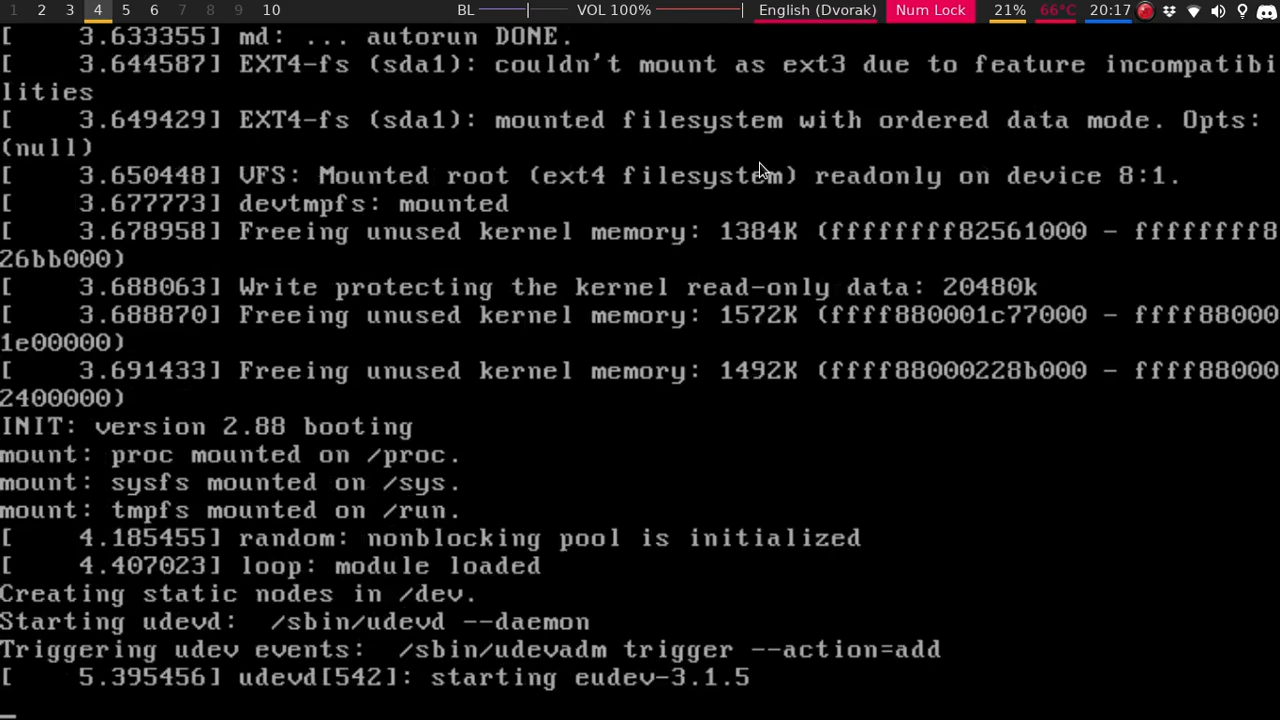 1 2 3 4 5 6 7 8 9 10 BL VOL 100% English (Dvorak) Num Lock 21% 66°C 20:17
[    3.633355] md: ... autorun DONE.
[    3.644587] EXT4-fs (sda1): couldn't mount as ext3 due to feature incompatibi
lities
[    3.649429] EXT4-fs (sda1): mounted filesystem with ordered data mode. Opts:
(null)
[    3.650448] VFS: Mounted root (ext4 filesystem) readonly on device 8:1.
[    3.677773] devtmpfs: mounted
[    3.678958] Freeing unused kernel memory: 1384K (ffffffff82561000 - ffffffff8
26bb000)
[    3.688063] Write protecting the kernel read-only data: 20480k
[    3.688870] Freeing unused kernel memory: 1572K (ffff880001c77000 - ffff88000
1e00000)
[    3.691433] Freeing unused kernel memory: 1492K (ffff88000228b000 - ffff88000
2400000)
INIT: version 2.88 booting
mount: proc mounted on /proc.
mount: sysfs mounted on /sys.
mount: tmpfs mounted on /run.
[    4.185455] random: nonblocking pool is initialized
[    4.407023] loop: module loaded
Creating static nodes in /dev.
Starting udevd:  /sbin/udevd --daemon
Triggering udev events:  /sbin/udevadm trigger --action=add
[    5.395456] udevd[542]: starting eudev-3.1.5